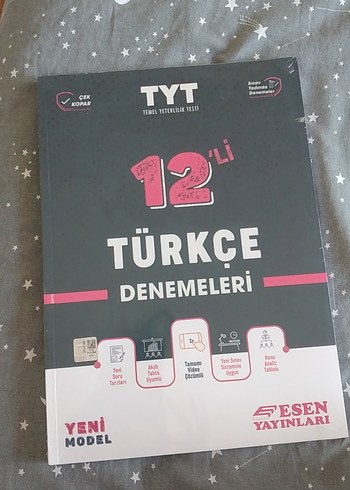 TYT
TEMEL YETERLİLİK TESTİ
ÇEK
KOPAR
Sınav
Tadında
Denemeler
12'Lİ
TÜRKÇE
DENEMELERİ
Yeni
Soru
Tarzları
Akıllı
Tahta
Uyumlu
Tamamı
Video
Çözümlü
Yeni Sınav
Sistemine
Uygun
Konu
Analiz
Tablolu
YENİ
MODEL
ESEN
YAYINLARI